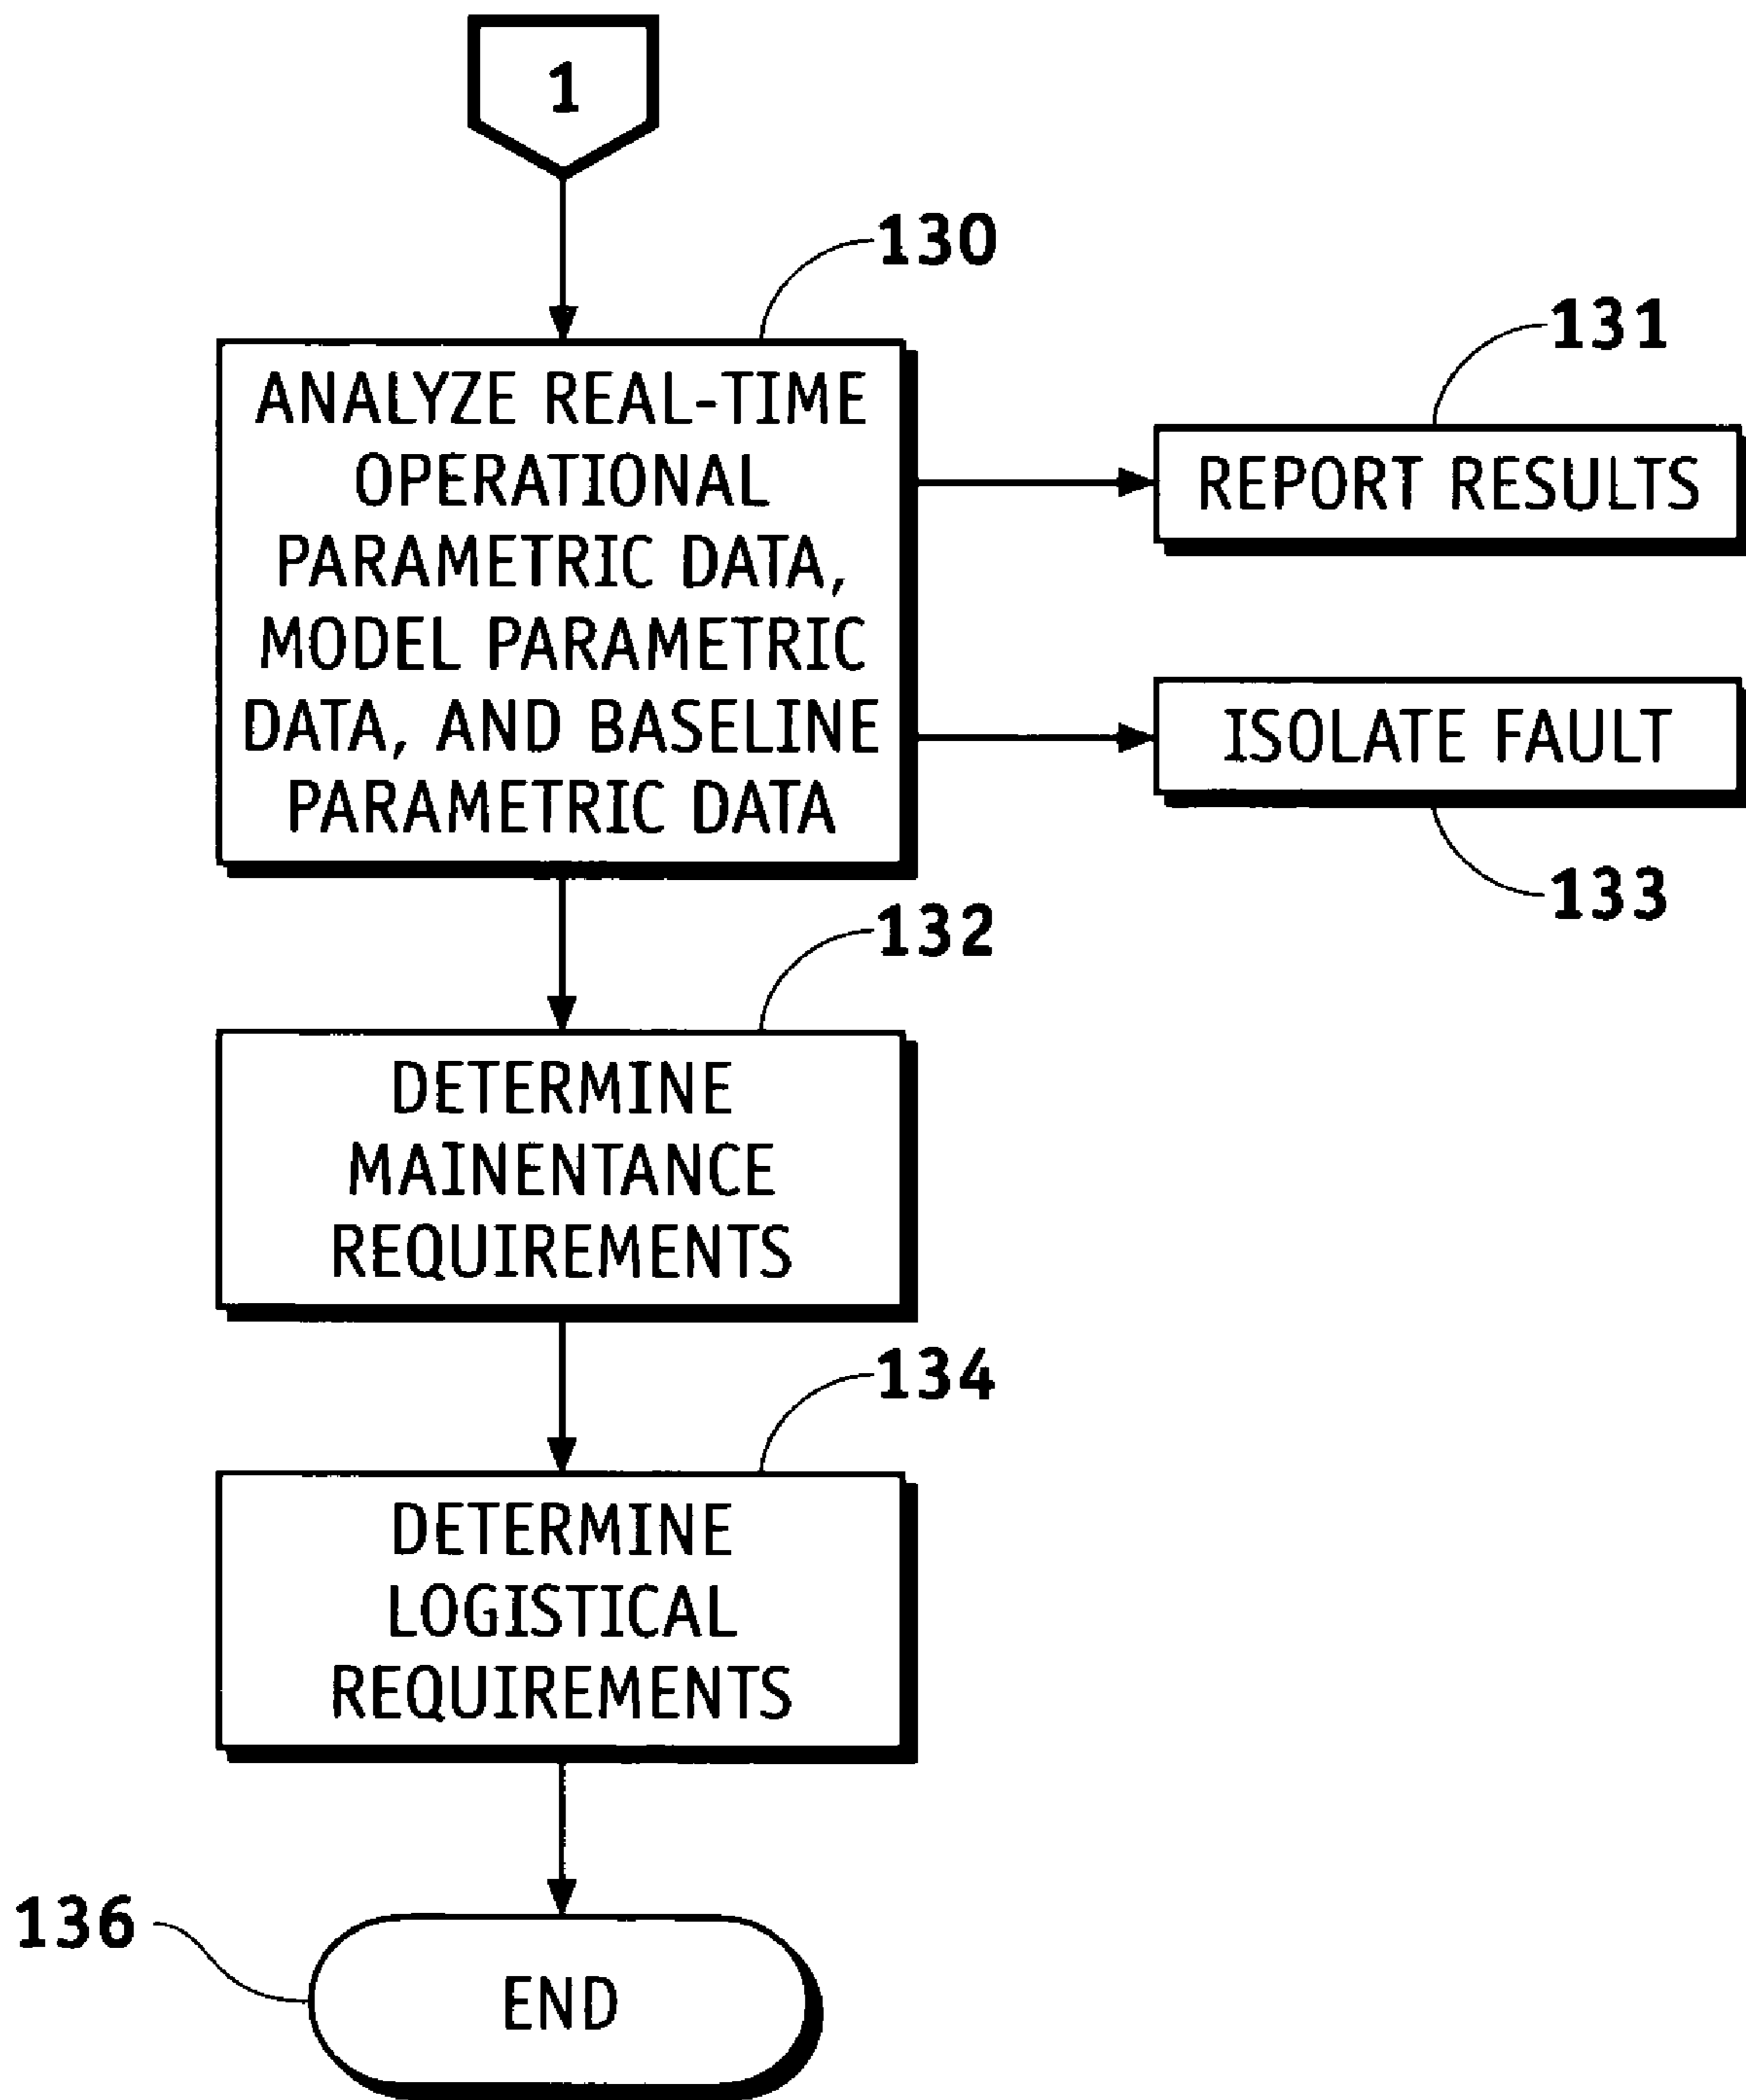 1
130
ANALYZE REAL-TIME
OPERATIONAL
PARAMETRIC DATA,
MODEL PARAMETRIC
DATA, AND BASELINE
PARAMETRIC DATA
131
REPORT RESULTS
ISOLATE FAULT
133
132
DETERMINE
MAINENTANCE
REQUIREMENTS
134
DETERMINE
LOGISTICAL
REQUIREMENTS
136
END